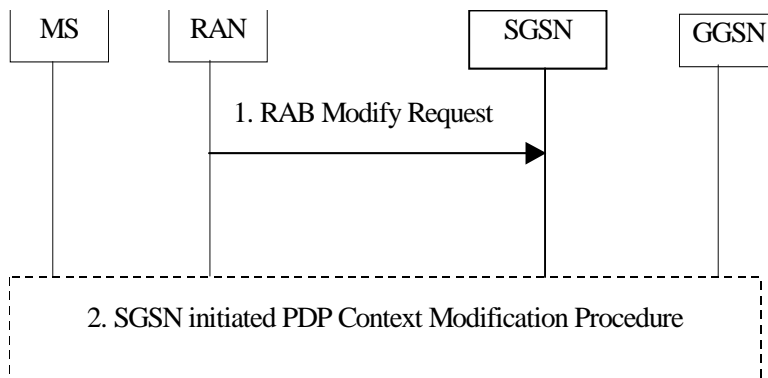 MS RAN SGSN GGSN
1. RAB Modify Request
2. SGSN initiated PDP Context Modification Procedure